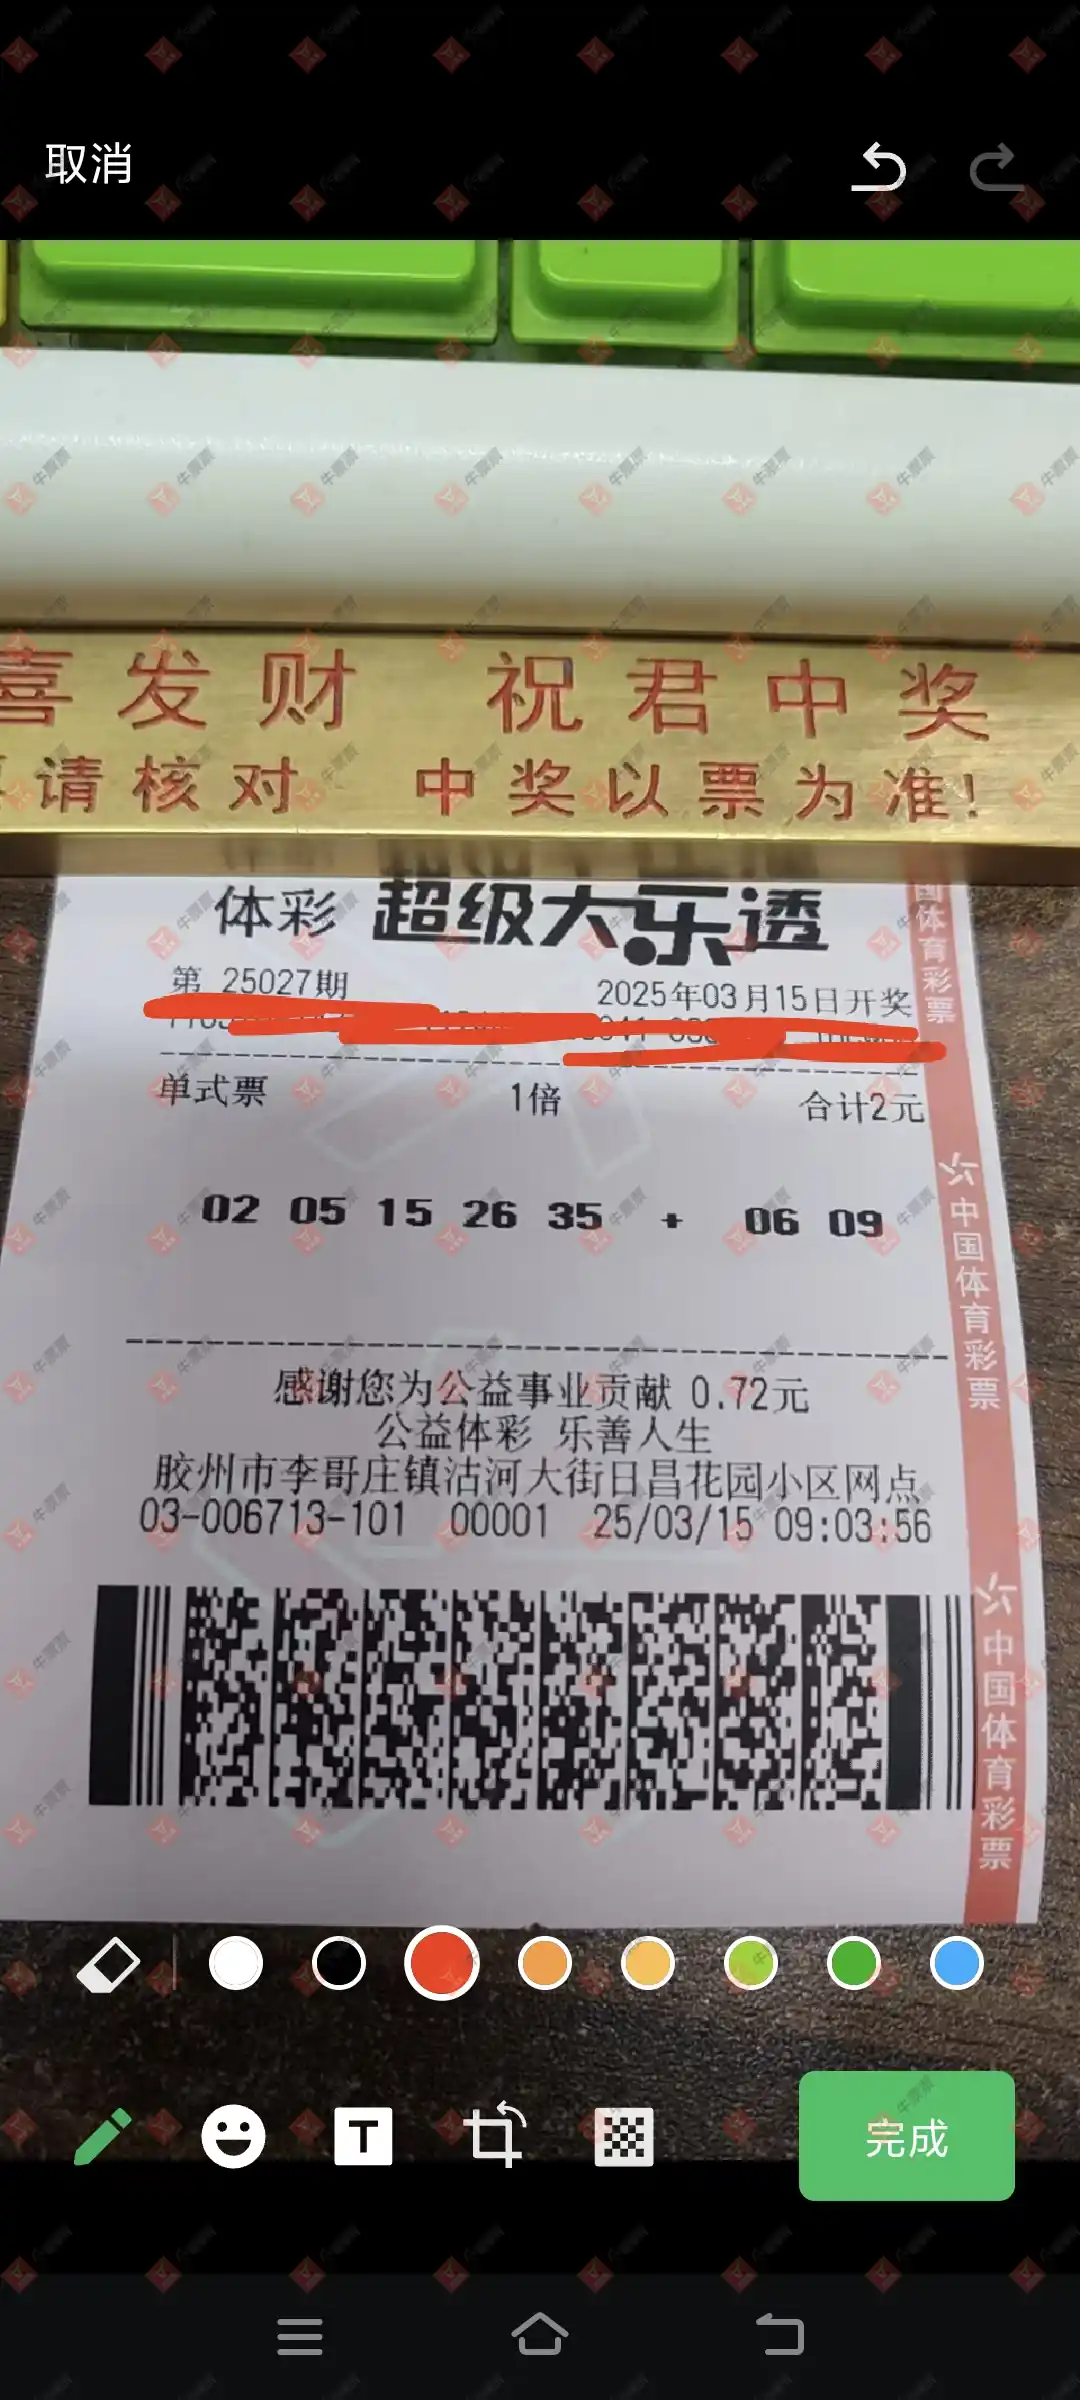 取消
喜发财 祝君中奖
请核对 中奖以票为准!
体彩 超级大乐透
第 25027期 2025年03月15日开奖
单式票 1倍 合计2元
02 05 15 26 35 + 06 09
感谢您为公益事业贡献 0.72元
公益体彩 乐善人生
胶州市李哥庄镇沽河大街日昌花园小区网点
03-006713-101 00001 25/03/15 09:03:56
国体育彩票
中国体育彩票
中国体育彩票
T
完成
牛票票